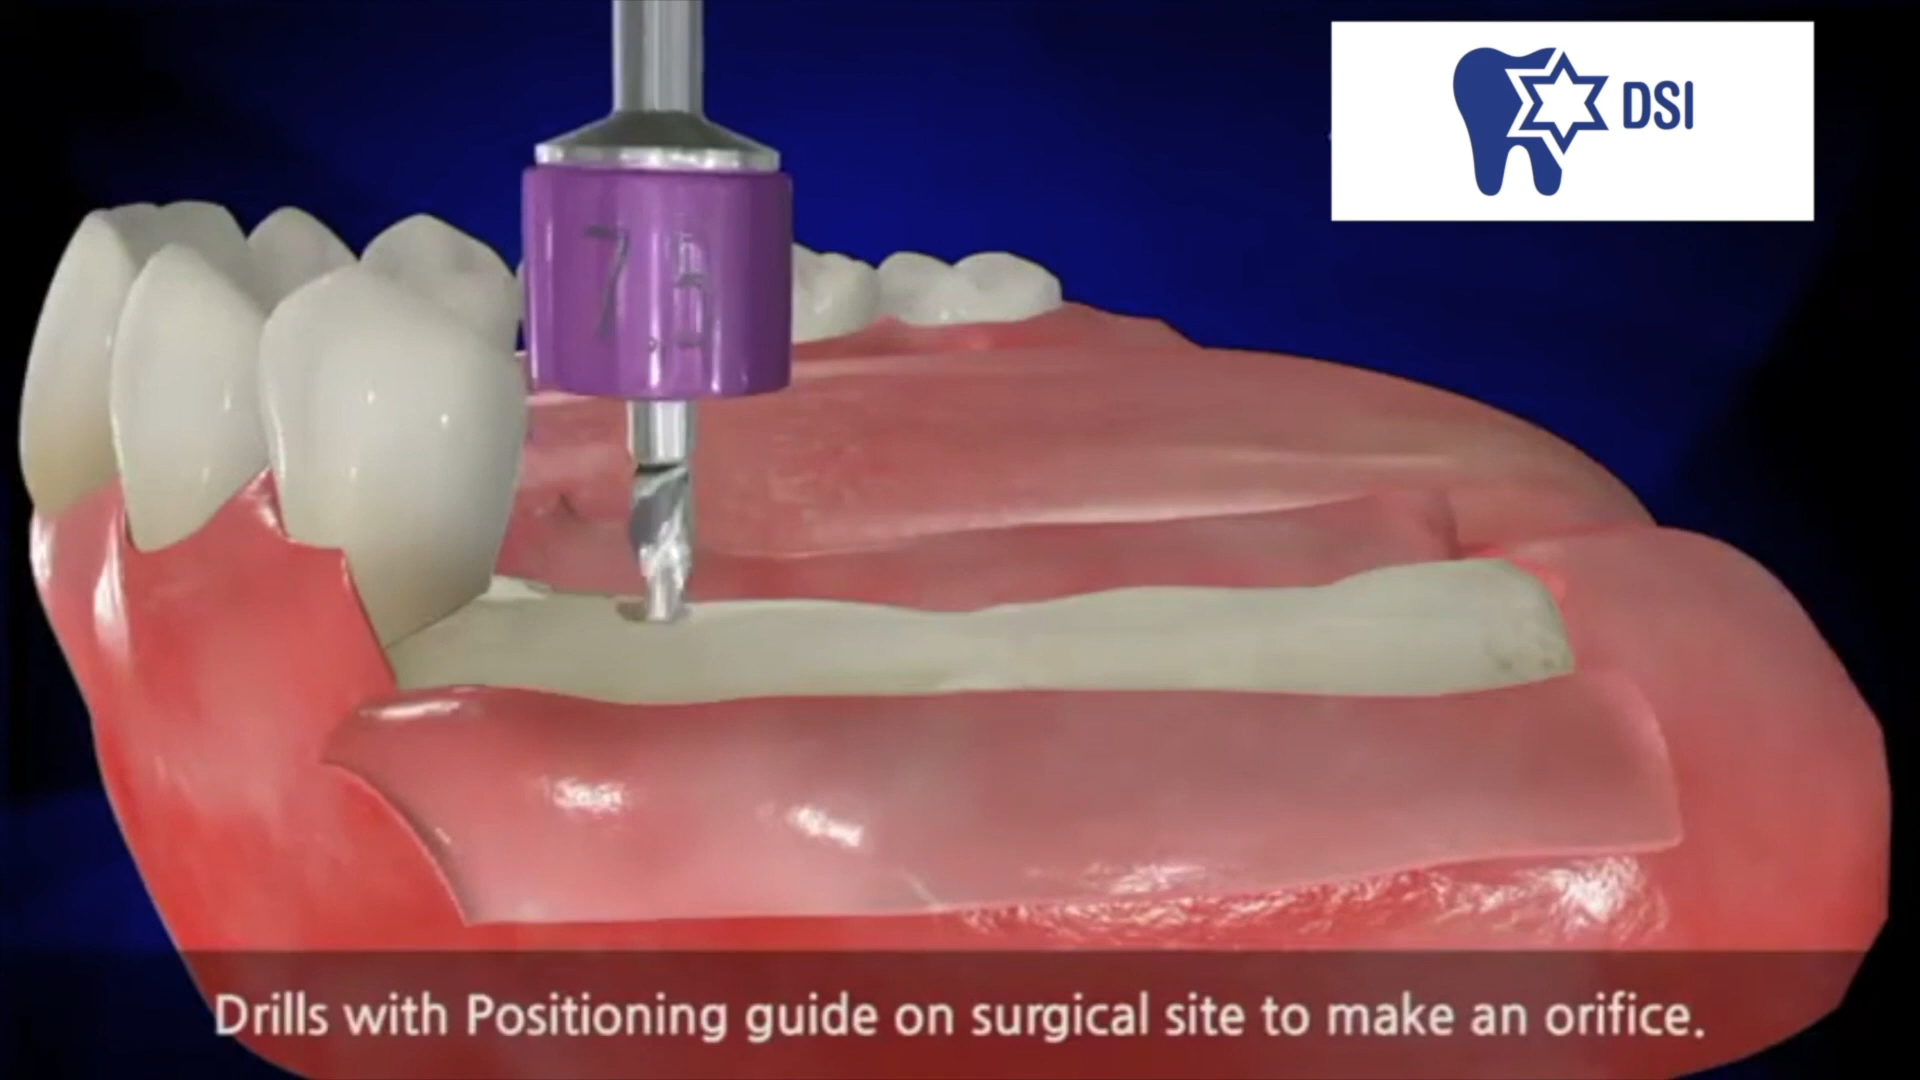 DSI
7.5
Drills with Positioning guide on surgical site to make an orifice.